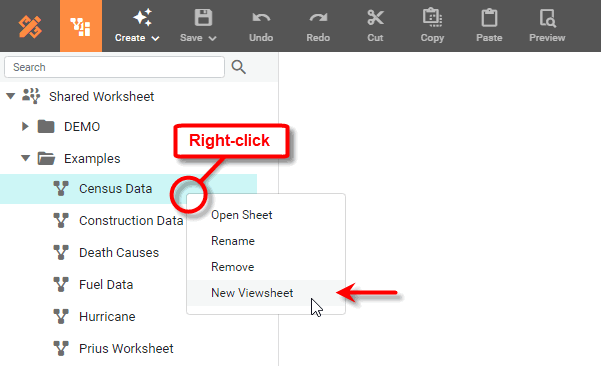 Create Save Undo Redo Cut Copy Paste Preview
Search
Shared Worksheet
DEMO
Right-click
Examples
Census Data
Open Sheet
Construction Data
Rename
Death Causes
Remove
Fuel Data
New Viewsheet
Hurricane
Prius Worksheet